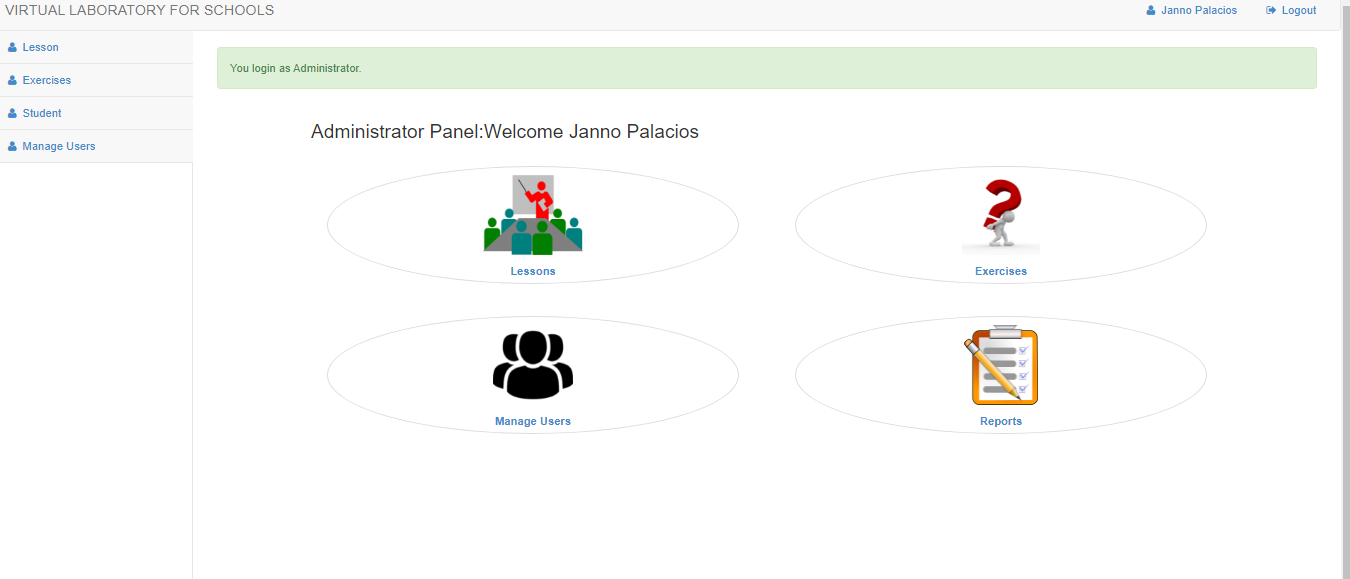 VIRTUAL LABORATORY FOR SCHOOLS
Janno Palacios
Logout
Lesson
Exercises
Student
Manage Users
You login as Administrator.
Administrator Panel:Welcome Janno Palacios
Lessons
Exercises
Manage Users
Reports